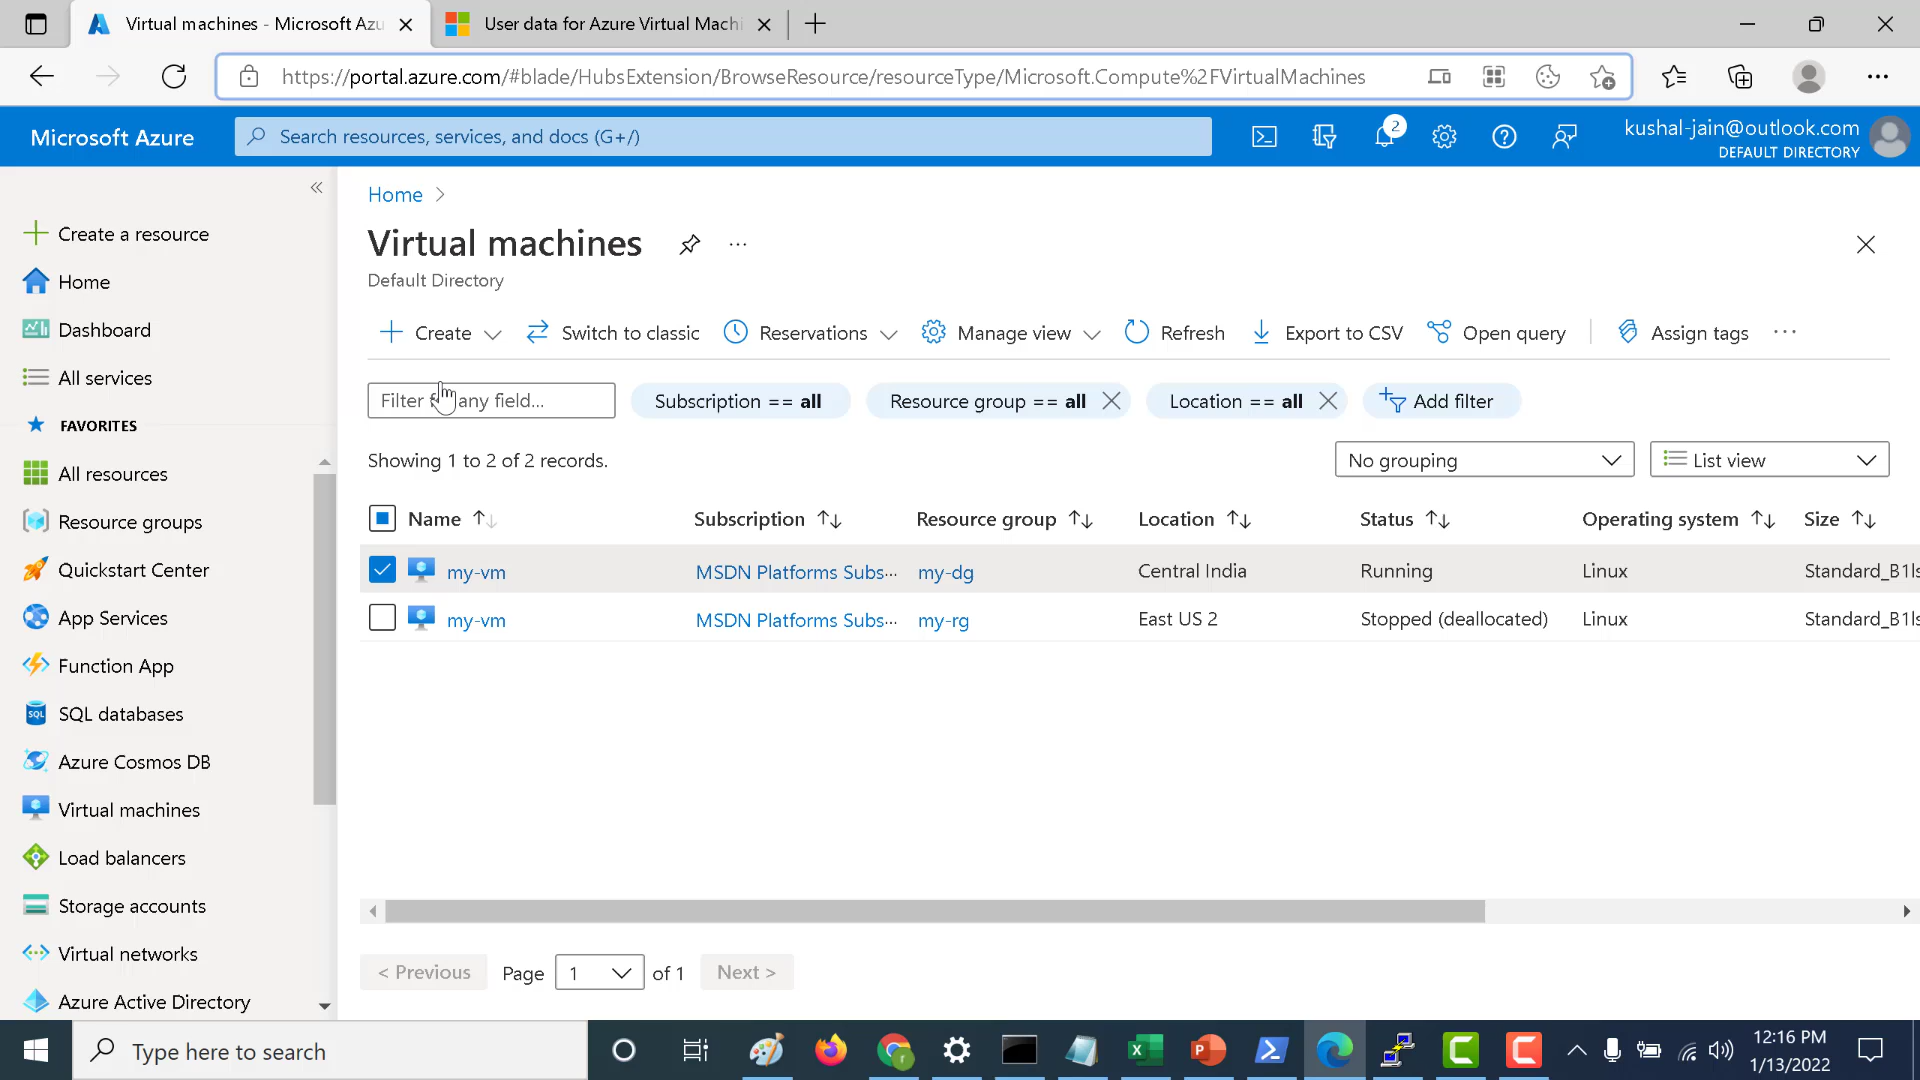 Virtual machines - Microsoft Azu
User data for Azure Virtual Machi
https://portal.azure.com/#blade/HubsExtension/BrowseResource/resourceType/Microsoft.Compute%2FVirtualMachines
Microsoft Azure
Search resources, services, and docs (G+/)
2
kushal-jain@outlook.com
DEFAULT DIRECTORY
Create a resource
Home
Dashboard
All services
FAVORITES
All resources
Resource groups
Quickstart Center
App Services
Function App
SQL databases
Azure Cosmos DB
Virtual machines
Load balancers
Storage accounts
Virtual networks
Azure Active Directory
Home >
Virtual machines
Default Directory
Create
Switch to classic
Reservations
Manage view
Refresh
Export to CSV
Open query
Assign tags
Filter any field...
Subscription == all
Resource group == all
Location == all
Add filter
Showing 1 to 2 of 2 records.
No grouping
List view
Name Subscription Resource group Location Status Operating system Size
my-vm MSDN Platforms Subs··· my-dg Central India Running Linux Standard_B1ls
my-vm MSDN Platforms Subs··· my-rg East US 2 Stopped (deallocated) Linux Standard_B1ls
< Previous Page 1 of 1 Next >
Type here to search
12:16 PM
1/13/2022